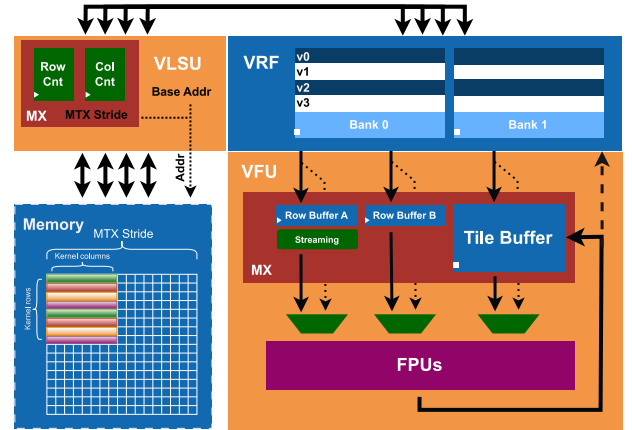 VLSU
Row
Cnt
Col
Cnt
Base Addr
MX
MTX Stride
Addr
VRF
v0
v1
v2
v3
Bank 0
Bank 1
VFU
Row Buffer A
Row Buffer B
Streaming
Tile Buffer
MX
FPUs
Memory
MTX Stride
Kernel columns
Kernel rows